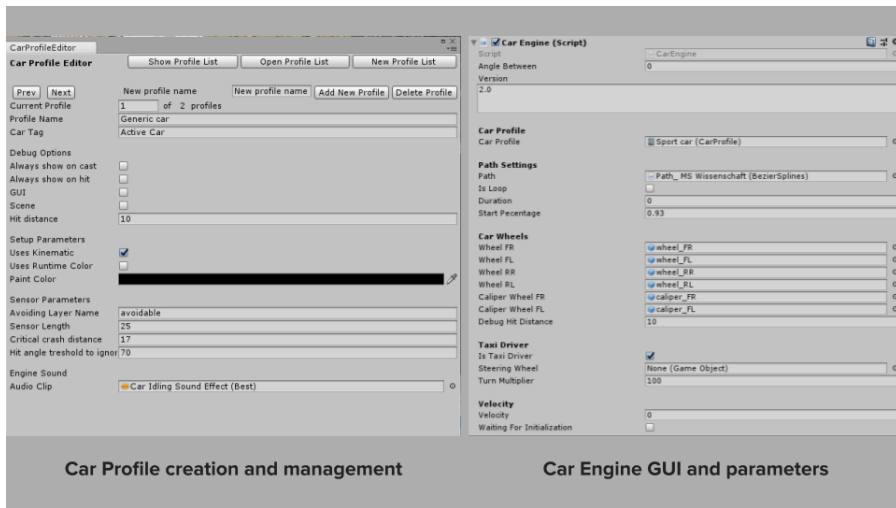 CarProfileEditor
Car Profile Editor
Show Profile List
Open Profile List
New Profile List
Prev
Next
New profile name
New profile name
Add New Profile
Delete Profile
Current Profile
1 of 2 profiles
Profile Name
Generic car
Car Tag
Active Car
Debug Options
Always show on cast
Always show on hit
GUI
Scene
Hit distance
10
Setup Parameters
Uses Kinematic
Uses Runtime Color
Paint Color
Sensor Parameters
Avoiding Layer Name
avoidable
Sensor Length
25
Critical crash distance
17
Hit angle treshold to ignor
70
Engine Sound
Audio Clip
Car Idling Sound Effect (Best)
Car Profile creation and management
Car Engine (Script)
Script
CarEngine
Angle Between
0
Version
2.0
Car Profile
Car Profile
Sport car (CarProfile)
Path Settings
Path
Path_ MS Wissenschaft (BezierSplines)
Is Loop
Duration
0
Start Pecentage
0.93
Car Wheels
Wheel FR
wheel_FR
Wheel FL
wheel_FL
Wheel RR
wheel_RR
Wheel RL
wheel_RL
Caliper Wheel FR
caliper_FR
Caliper Wheel FL
caliper_FL
Debug Hit Distance
10
Taxi Driver
Is Taxi Driver
Steering Wheel
None (Game Object)
Turn Multiplier
100
Velocity
Velocity
0
Waiting For Initialization
Car Engine GUI and parameters